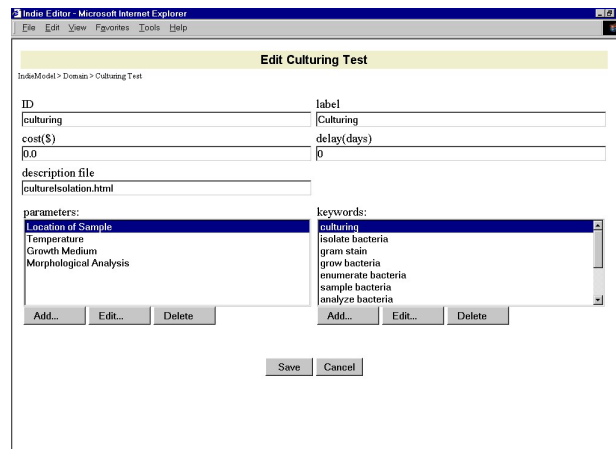 Indie Editor - Microsoft Internet Explorer
File Edit View Favorites Tools Help
Edit Culturing Test
IndieModel > Domain > Culturing Test
ID
label
culturing
Culturing
cost($)
delay(days)
0.0
0
description file
cultureIsolation.html
parameters:
keywords:
Location of Sample
Temperature
Growth Medium
Morphological Analysis
culturing
isolate bacteria
gram stain
grow bacteria
enumerate bacteria
sample bacteria
analyze bacteria
Add... Edit... Delete
Add... Edit... Delete
Save Cancel